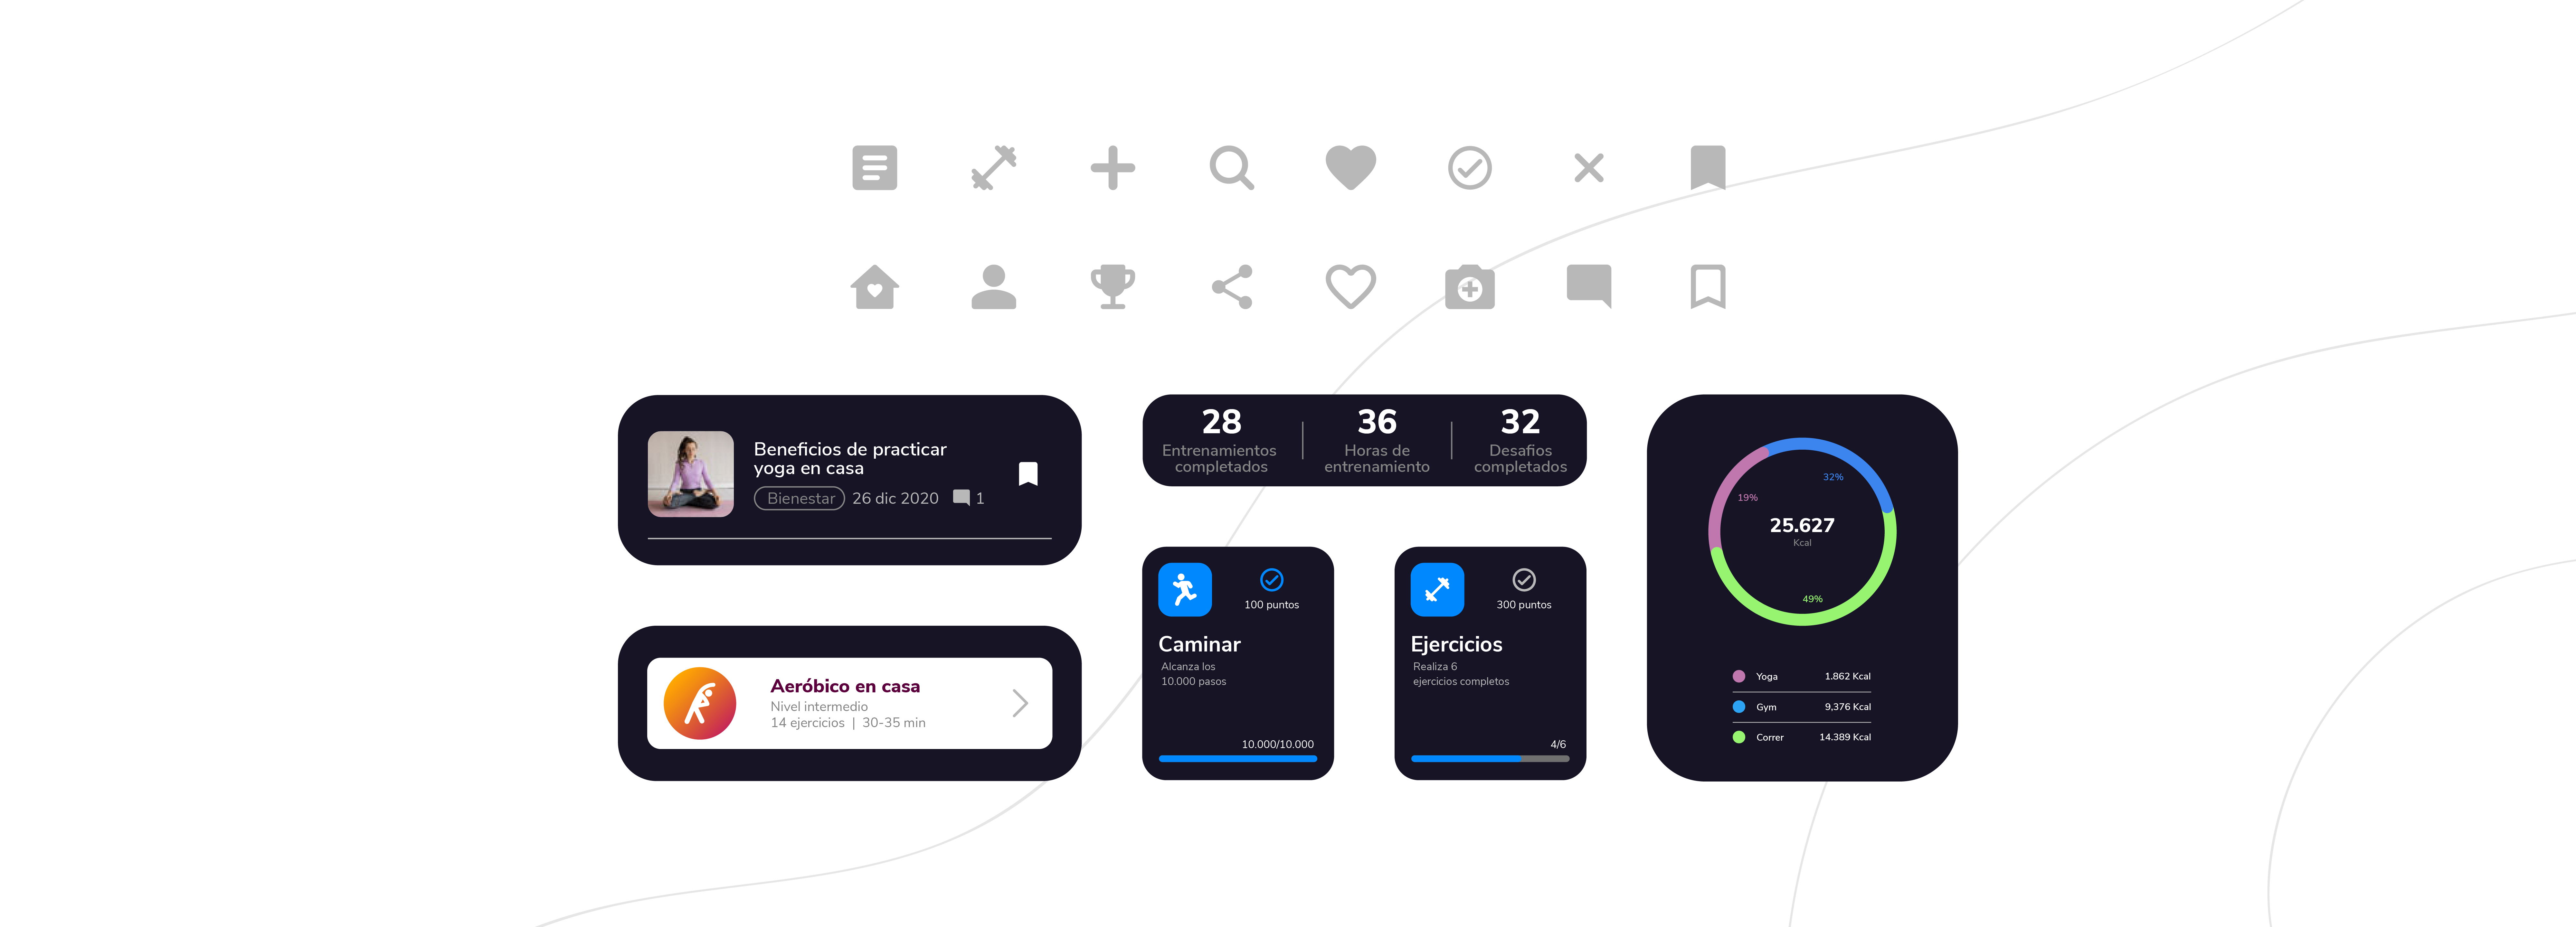 Beneficios de practicar
yoga en casa
Bienestar
26 dic 2020
1
Aeróbico en casa
Nivel intermedio
14 ejercicios | 30-35 min
28
Entrenamientos
completados
36
Horas de
entrenamiento
32
Desafios
completados
100 puntos
Caminar
Alcanza los
10.000 pasos
10.000/10.000
300 puntos
Ejercicios
Realiza 6
ejercicios completos
4/6
32%
19%
25.627
Kcal
49%
Yoga 1.862 Kcal
Gym 9,376 Kcal
Correr 14.389 Kcal